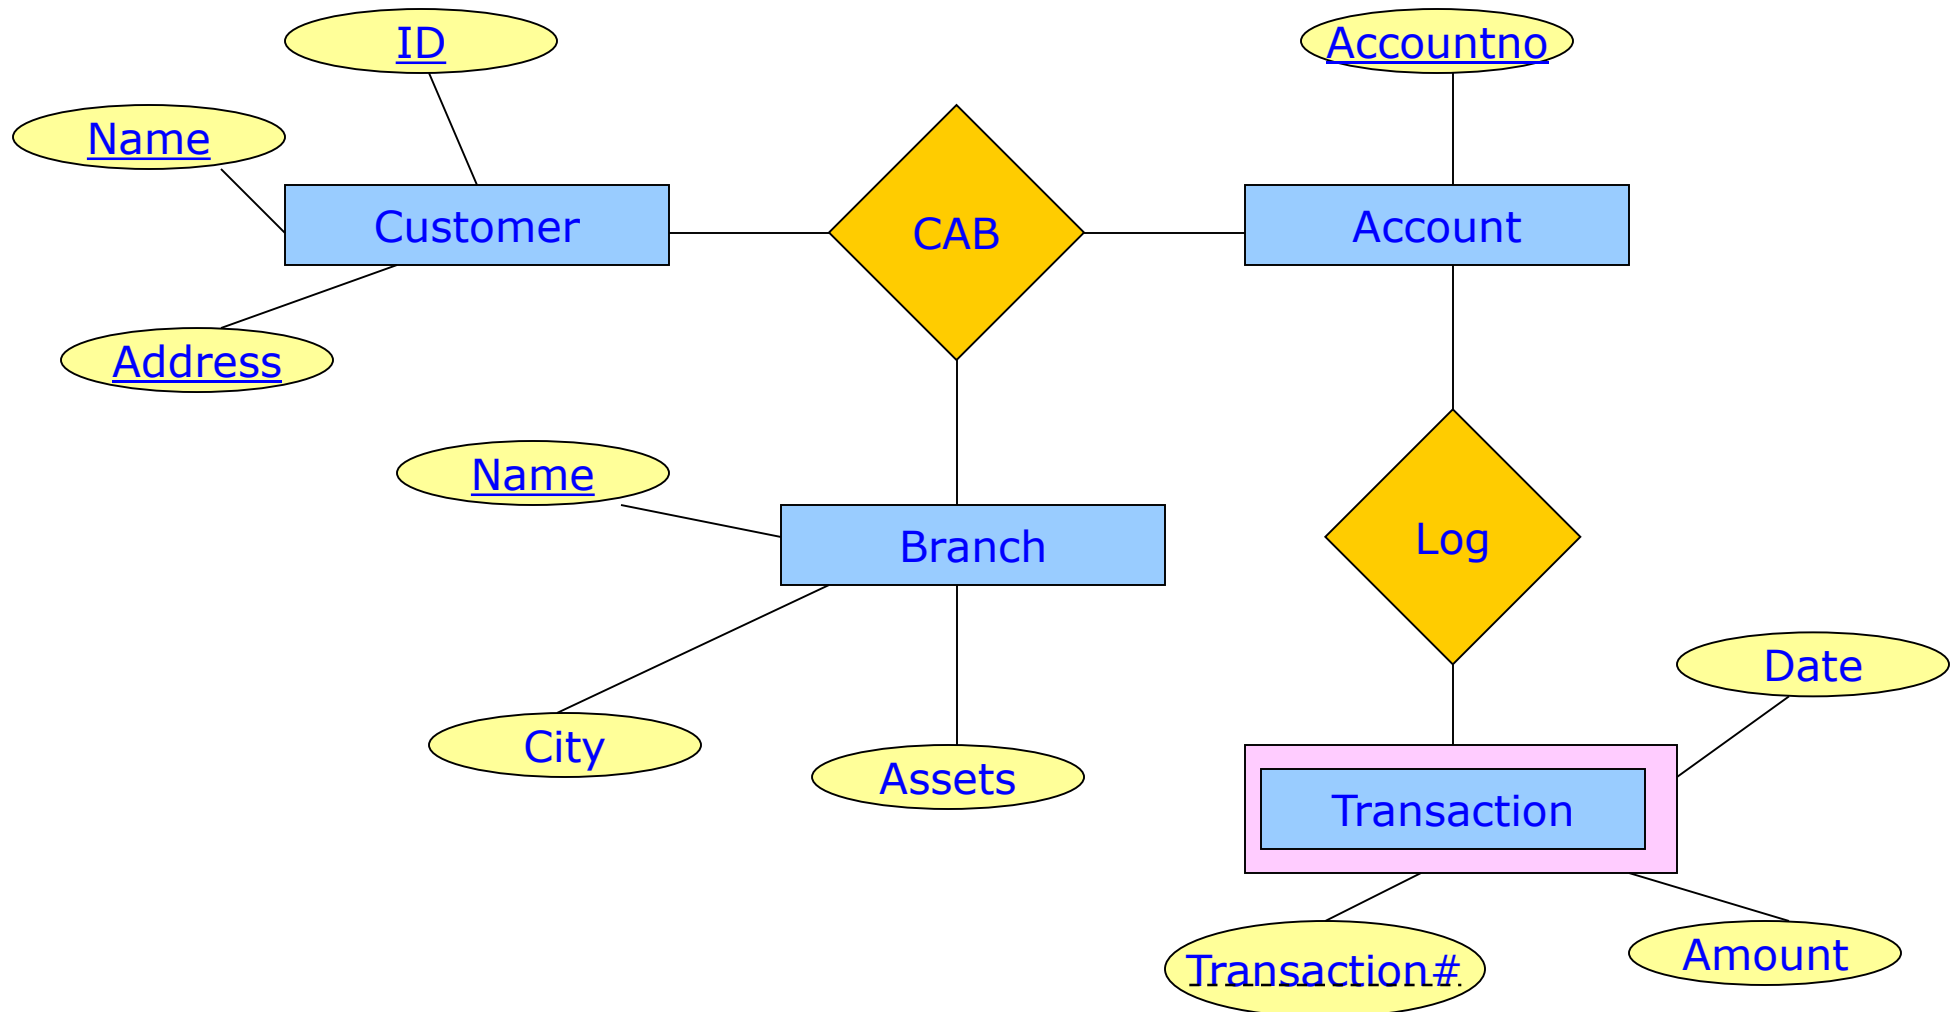 ID
Accountno
Name
Customer
CAB
Account
Address
Name
Branch
Log
Date
City
Assets
Transaction
Transaction#
Amount